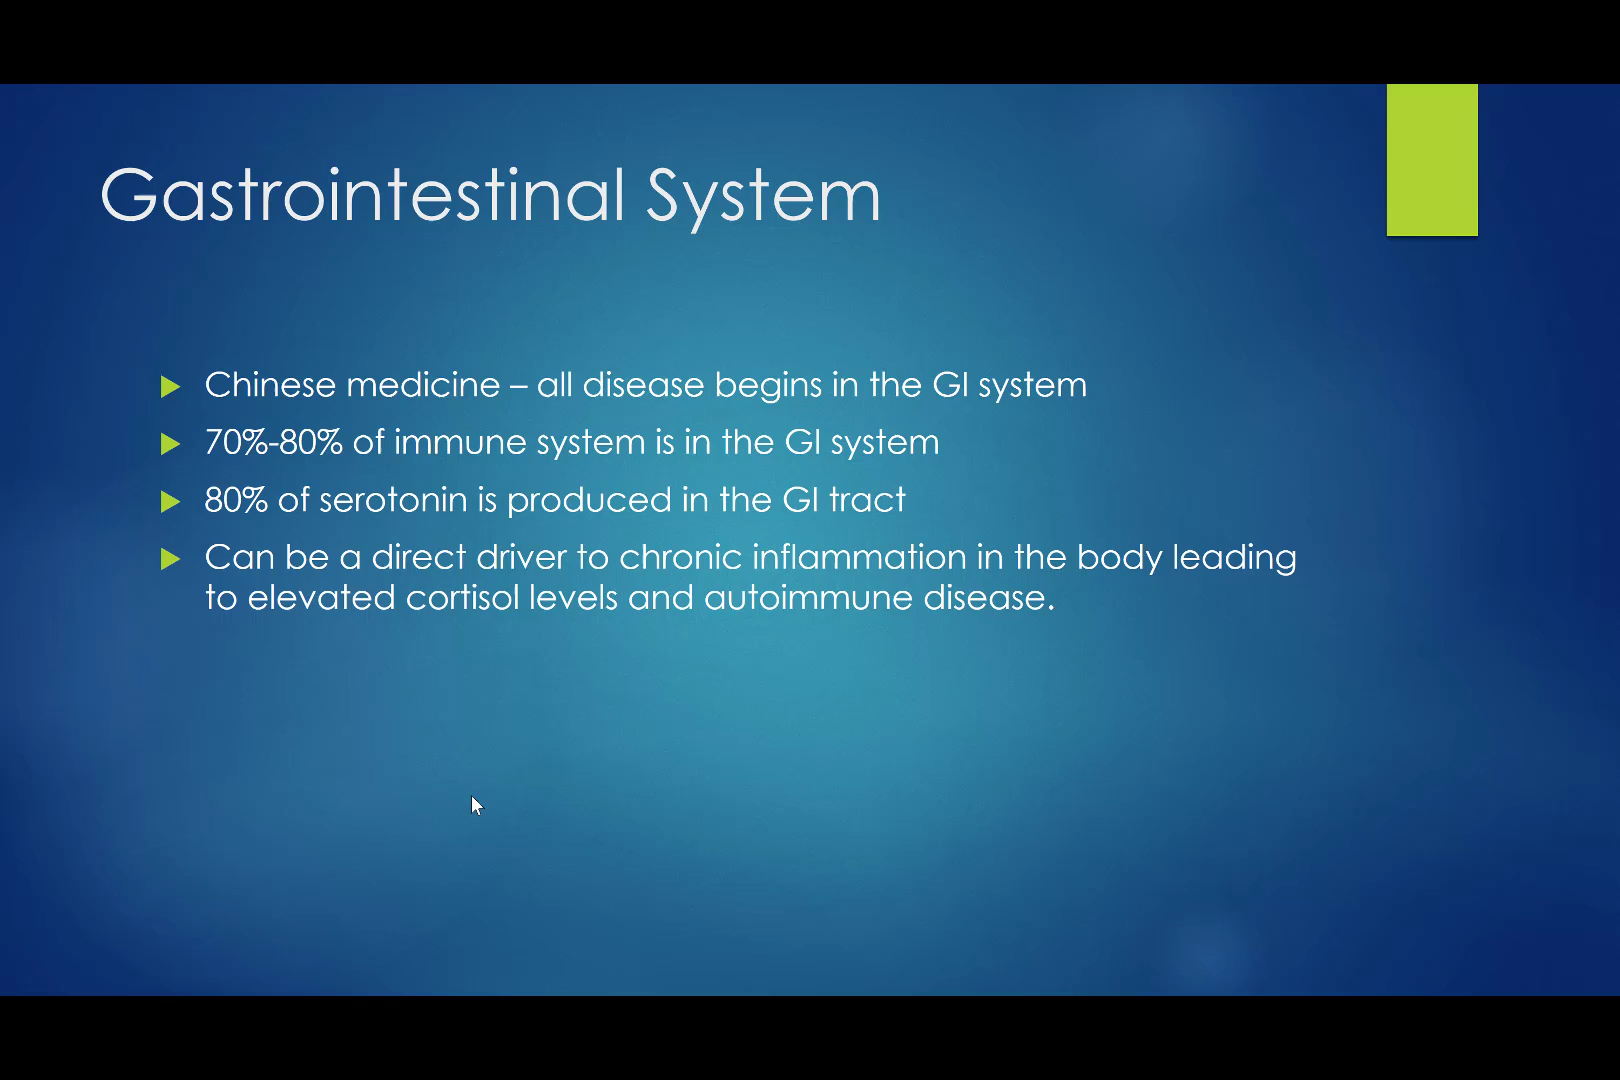 Gastrointestinal System
Chinese medicine – all disease begins in the GI system
70%-80% of immune system is in the GI system
80% of serotonin is produced in the GI tract
Can be a direct driver to chronic inflammation in the body leading
to elevated cortisol levels and autoimmune disease.